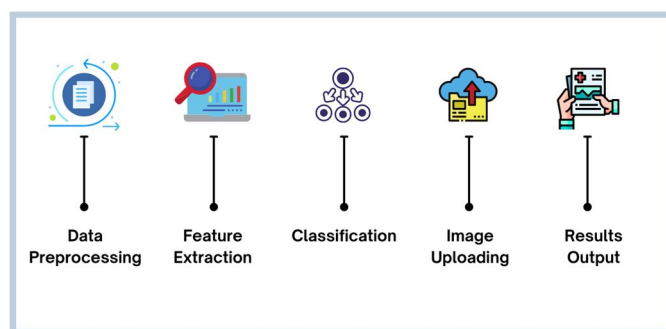 Data
Preprocessing
Feature
Extraction
Classification
Image
Uploading
Results
Output